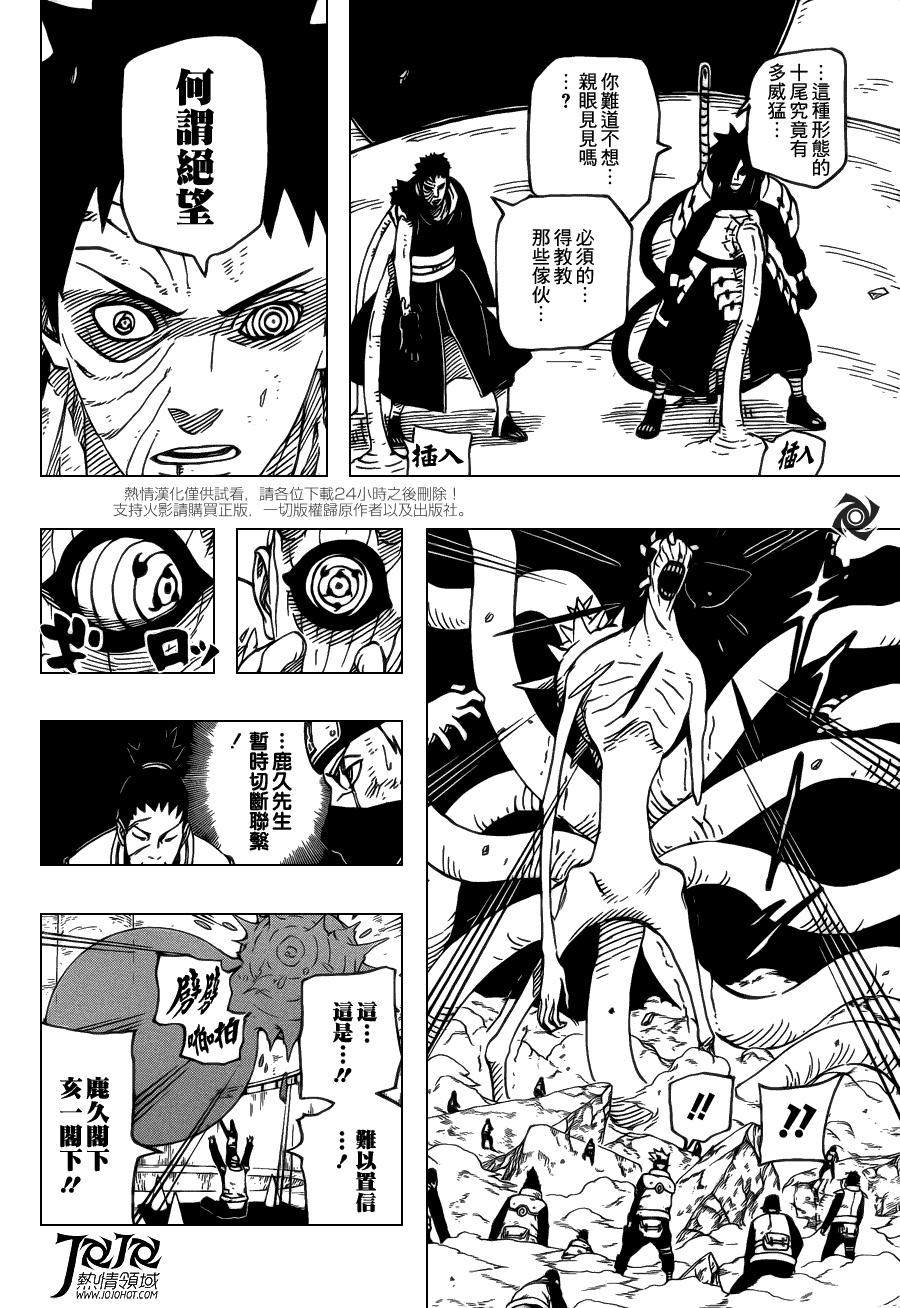 …這種形態的
十尾究竟有
多威猛…
你難道不想…
親眼見見嗎
…?
必須的…
得教教
那些傢伙…
插入
插入
何謂絕望
熱情漢化僅供試看，請各位下載24小時之後刪除！
支持火影請購買正版，一切版權歸原作者以及出版社。
!!
!!
ギロッ
…鹿久先生
暫時切斷聯繫
!
這…
這是…!!
難以置信
…!
劈劈
啪啪
鹿久閣下
亥一閣下!!
JOJO
熱情領域
WWW.JOJOHOT.COM